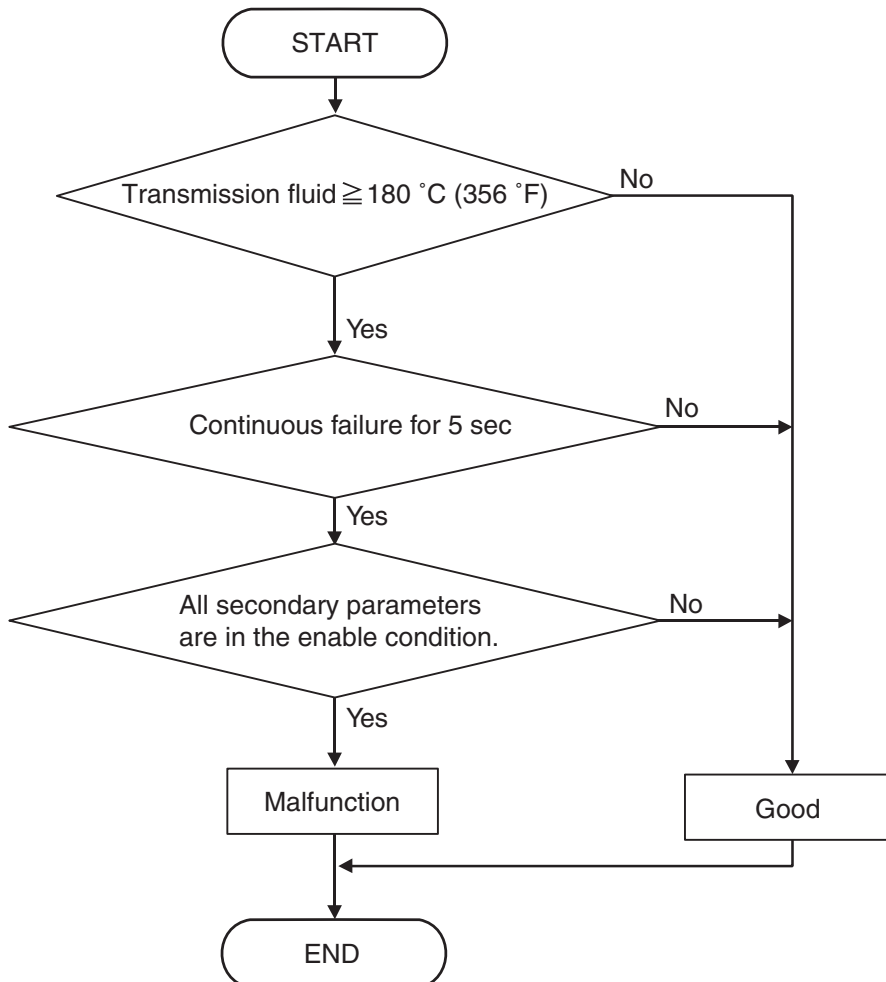 START
Transmission fluid ≧ 180 ˚C (356 ˚F)
No
Yes
Continuous failure for 5 sec
No
Yes
All secondary parameters
are in the enable condition.
No
Yes
Malfunction
Good
END